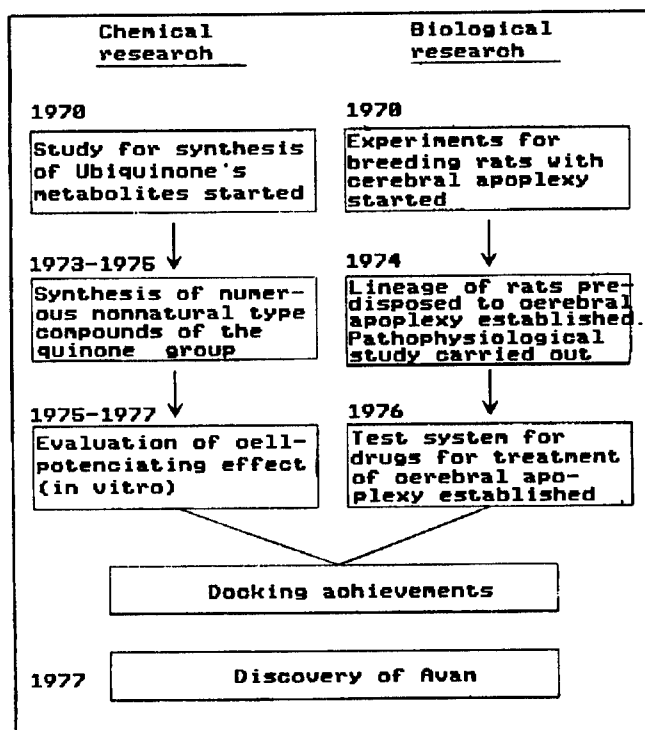 Chemical
research
1970
Study for synthesis
of Ubiquinone's
metabolites started
1973-1975
Synthesis of numer-
ous nonnatural type
compounds of the
quinone group
1975-1977
Evaluation of cell-
potenciating effect
(in vitro)
Biological
research
1970
Experiments for
breeding rats with
cerebral apoplexy
started
1974
Lineage of rats pre-
disposed to cerebral
apoplexy established.
Pathophysiological
study carried out
1976
Test system for
drugs for treatment
of cerebral apo-
plexy established
Docking achievements
1977
Discovery of Avan